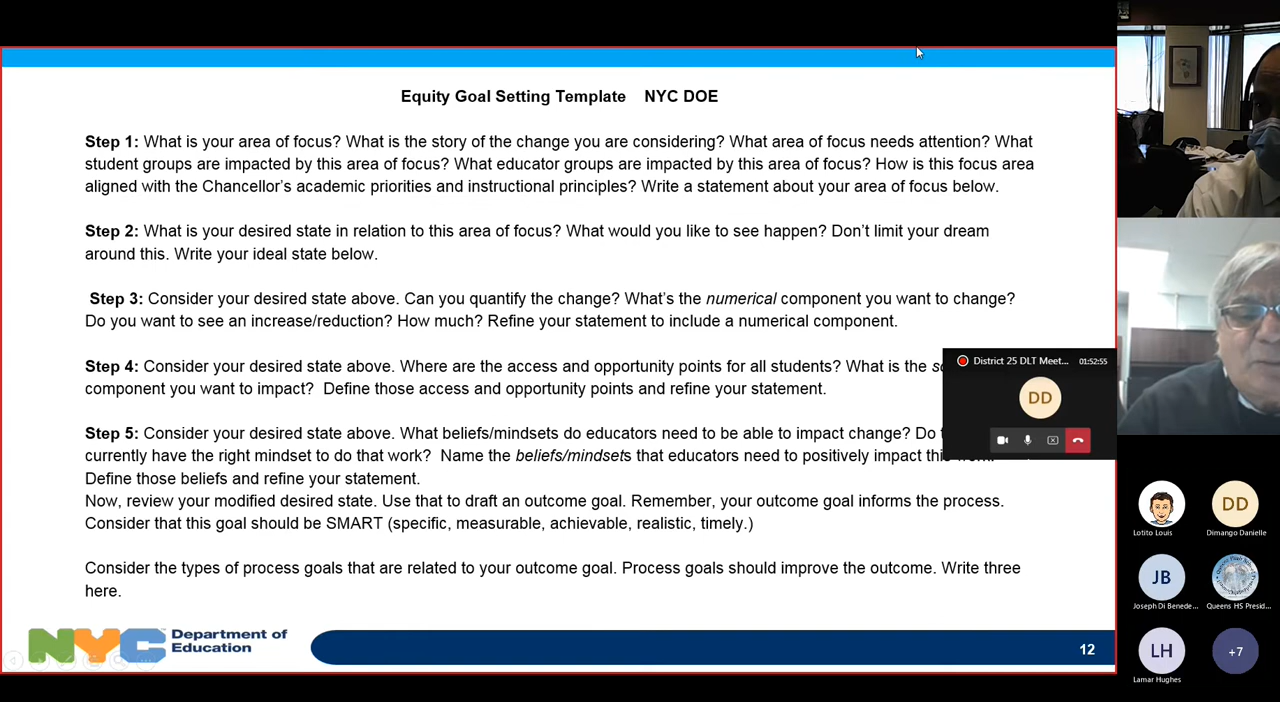 Equity Goal Setting Template NYC DOE
Step 1: What is your area of focus? What is the story of the change you are considering? What area of focus needs attention? What
student groups are impacted by this area of focus? What educator groups are impacted by this area of focus? How is this focus area
aligned with the Chancellor's academic priorities and instructional principles? Write a statement about your area of focus below.
Step 2: What is your desired state in relation to this area of focus? What would you like to see happen? Don't limit your dream
around this. Write your ideal state below.
Step 3: Consider your desired state above. Can you quantify the change? What's the numerical component you want to change?
Do you want to see an increase/reduction? How much? Refine your statement to include a numerical component.
Step 4: Consider your desired state above. Where are the access and opportunity points for all students? What is the
component you want to impact? Define those access and opportunity points and refine your statement.
Step 5: Consider your desired state above. What beliefs/mindsets do educators need to be able to impact change? Do
currently have the right mindset to do that work? Name the beliefs/mindsets that educators need to positively impact this work.
Define those beliefs and refine your statement.
Now, review your modified desired state. Use that to draft an outcome goal. Remember, your outcome goal informs the process.
Consider that this goal should be SMART (specific, measurable, achievable, realistic, timely.)
Consider the types of process goals that are related to your outcome goal. Process goals should improve the outcome. Write three
here.
NYC Department of
Education
12
District 25 DLT Meet... 01:52:55
DD
DD
Lotito Louis
Dimango Danielle
JB
Joseph Di Benede...
Queens HS Presid...
LH
+7
Lamar Hughes